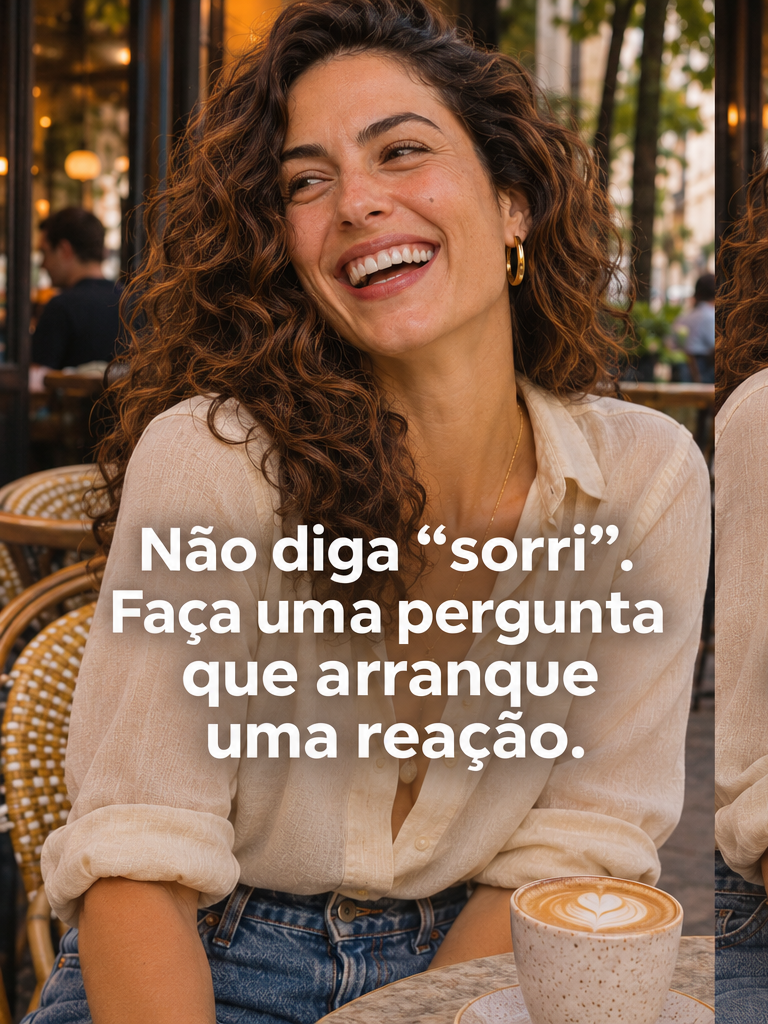 Não diga “sorri”.
Faça uma pergunta
que arranque
uma reação.